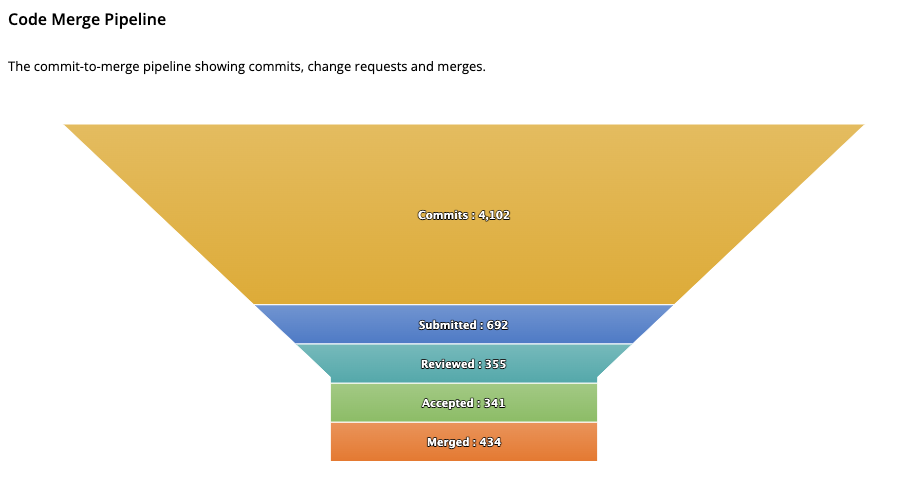 Code Merge Pipeline
The commit-to-merge pipeline showing commits, change requests and merges.
Commits : 4,102
Submitted : 692
Reviewed : 355
Accepted : 341
Merged : 434